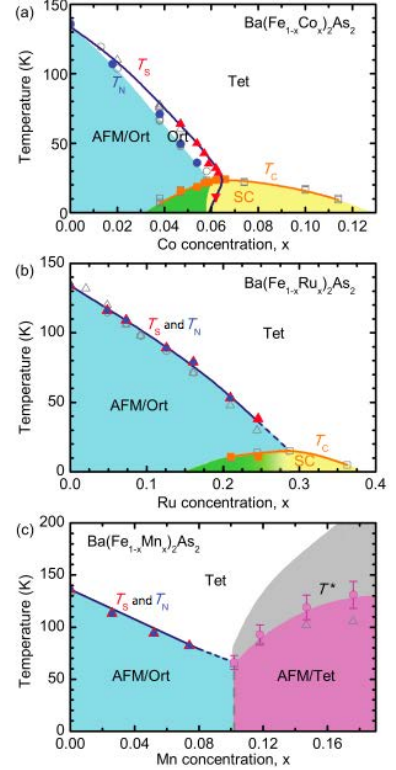 (a)
Ba(Fe1-xCox)2As2
Temperature (K)
150
100
50
0
TS
TN
Tet
AFM/Ort
Ort
TC
SC
0.00 0.02 0.04 0.06 0.08 0.10 0.12
Co concentration, x
(b)
Ba(Fe1-xRux)2As2
Temperature (K)
150
100
50
0
TS and TN
Tet
AFM/Ort
TC
SC
0.0 0.1 0.2 0.3 0.4
Ru concentration, x
(c)
Ba(Fe1-xMnx)2As2
Temperature (K)
200
150
100
50
0
Tet
T*
TS and TN
AFM/Ort
AFM/Tet
0.00 0.04 0.08 0.12 0.16
Mn concentration, x